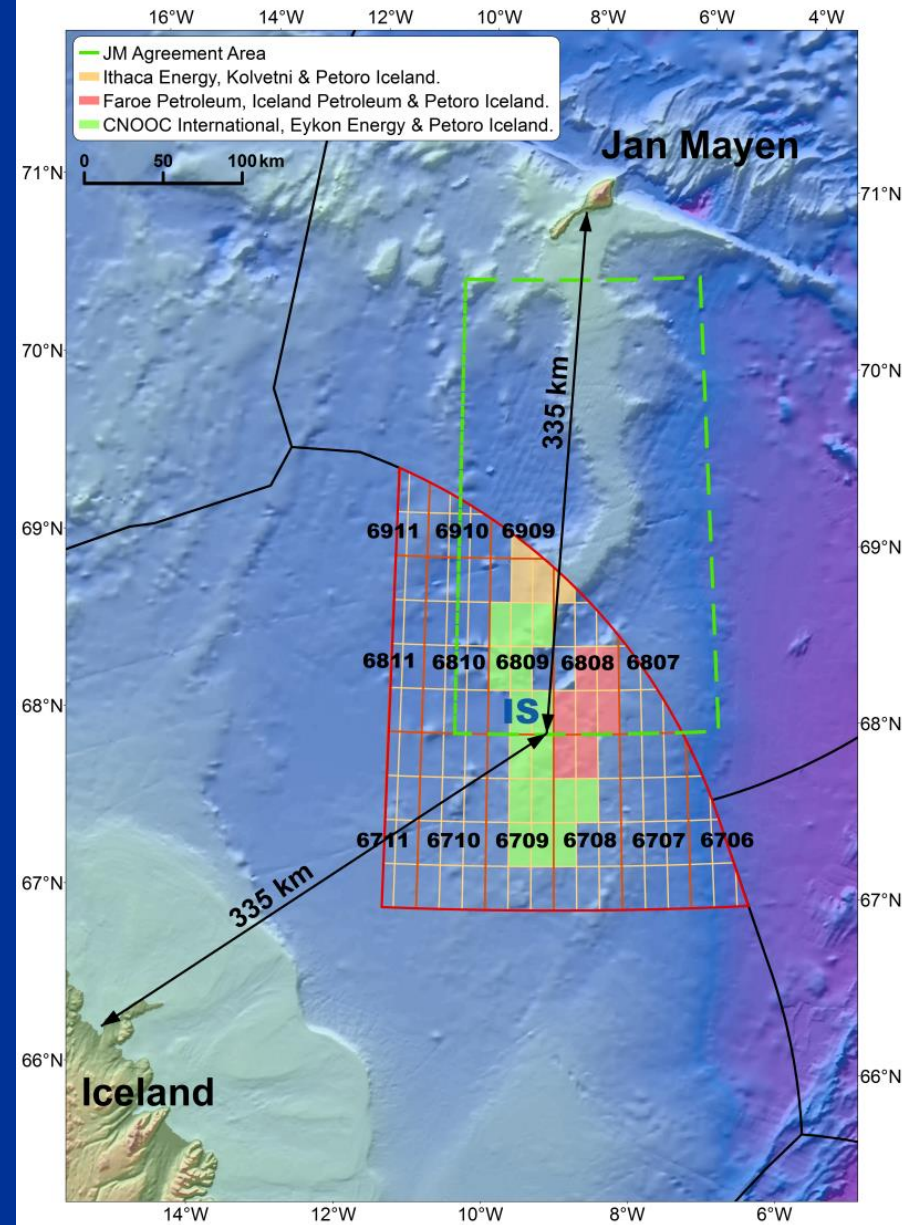 16°W 14°W 12°W 10°W 8°W 6°W 4°W
JM Agreement Area
Ithaca Energy, Kolvetni & Petoro Iceland.
Faroe Petroleum, Iceland Petroleum & Petoro Iceland.
CNOOC International, Eykon Energy & Petoro Iceland.
Jan Mayen
0 50 100 km
71°N 71°N
70°N 70°N
335 km
69°N 69°N
6911 6910 6909
6811 6810 6809 6808 6807
IS
68°N 68°N
6711 6710 6709 6708 6707 6706
67°N 67°N
335 km
66°N 66°N
Iceland
14°W 12°W 10°W 8°W 6°W